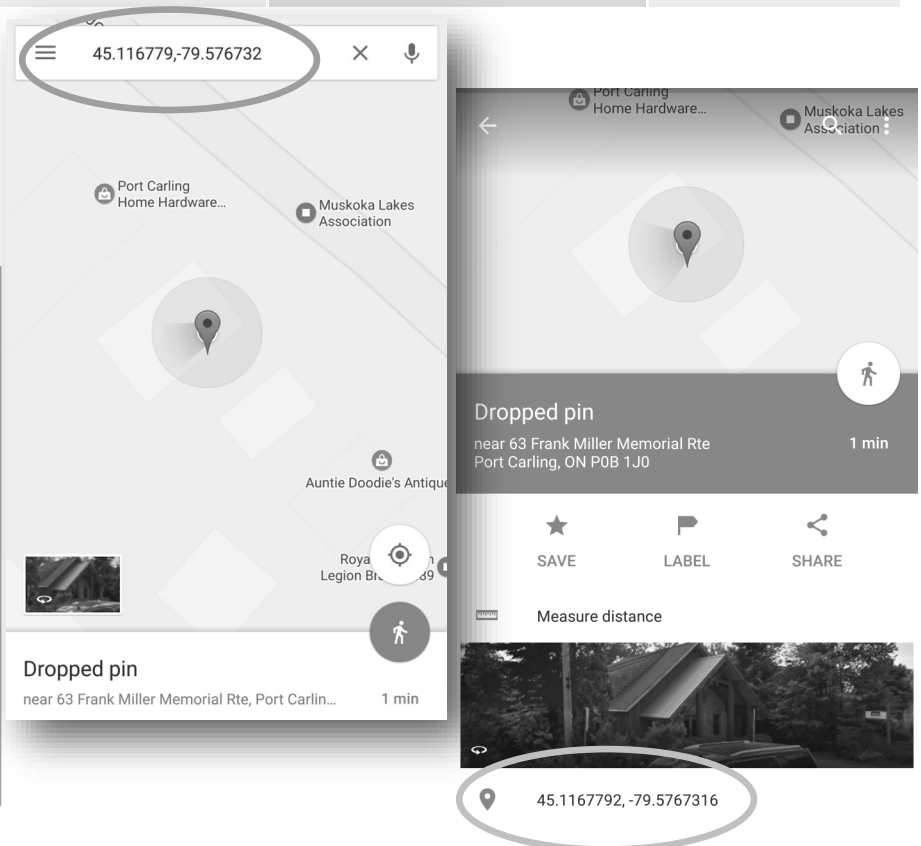 45.116779,-79.576732
Port Carling
Home Hardware...
Muskoka Lakes
Association
Auntie Doodie's Antique
Roya
Legion Br
39
Dropped pin
near 63 Frank Miller Memorial Rte, Port Carlin...
1 min
Port Carling
Home Hardware...
Muskoka Lakes
Association
Dropped pin
near 63 Frank Miller Memorial Rte
Port Carling, ON P0B 1J0
1 min
SAVE
LABEL
SHARE
Measure distance
45.1167792, -79.5767316